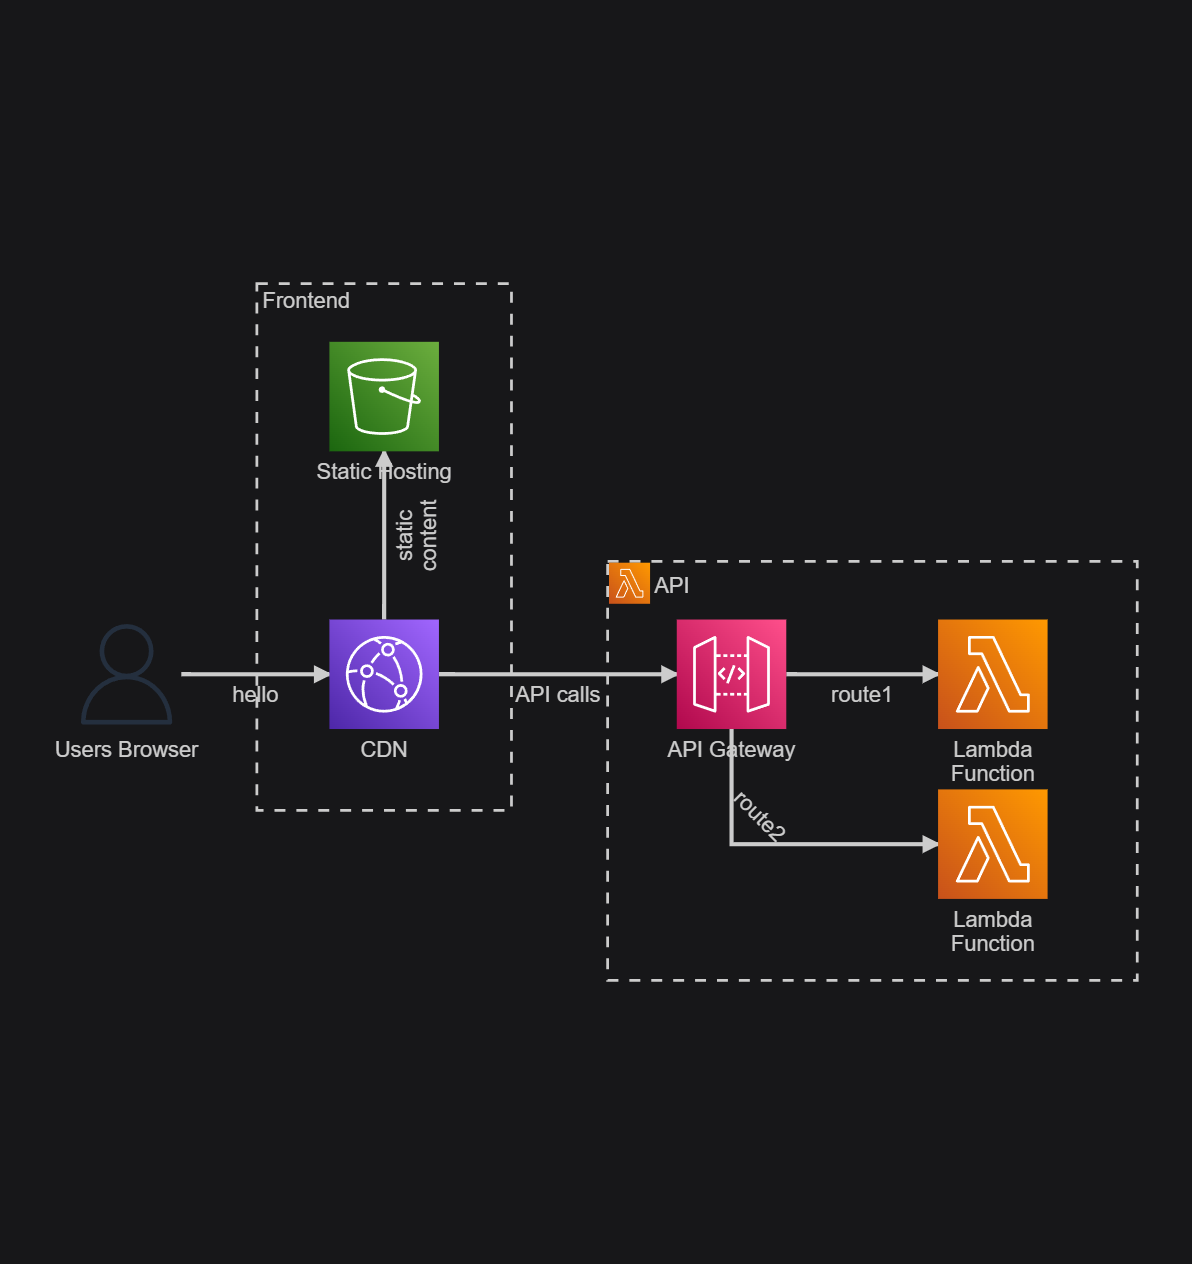 Frontend
Static Hosting
static
content
API
Users Browser
hello
CDN
API calls
</>
API Gateway
route1
Lambda
Function
route2
Lambda
Function